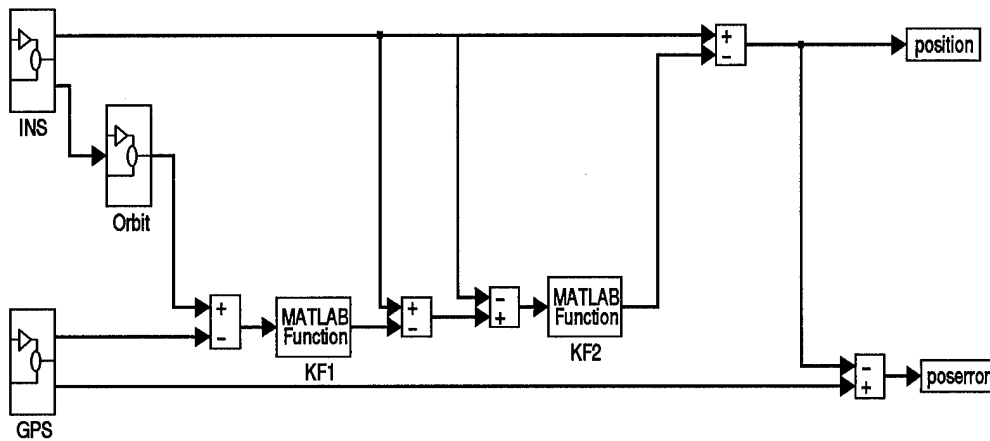 +
−
position
INS
Orbit
+
−
MATLAB
Function
KF1
+
−
−
+
MATLAB
Function
KF2
−
+
poserror
GPS